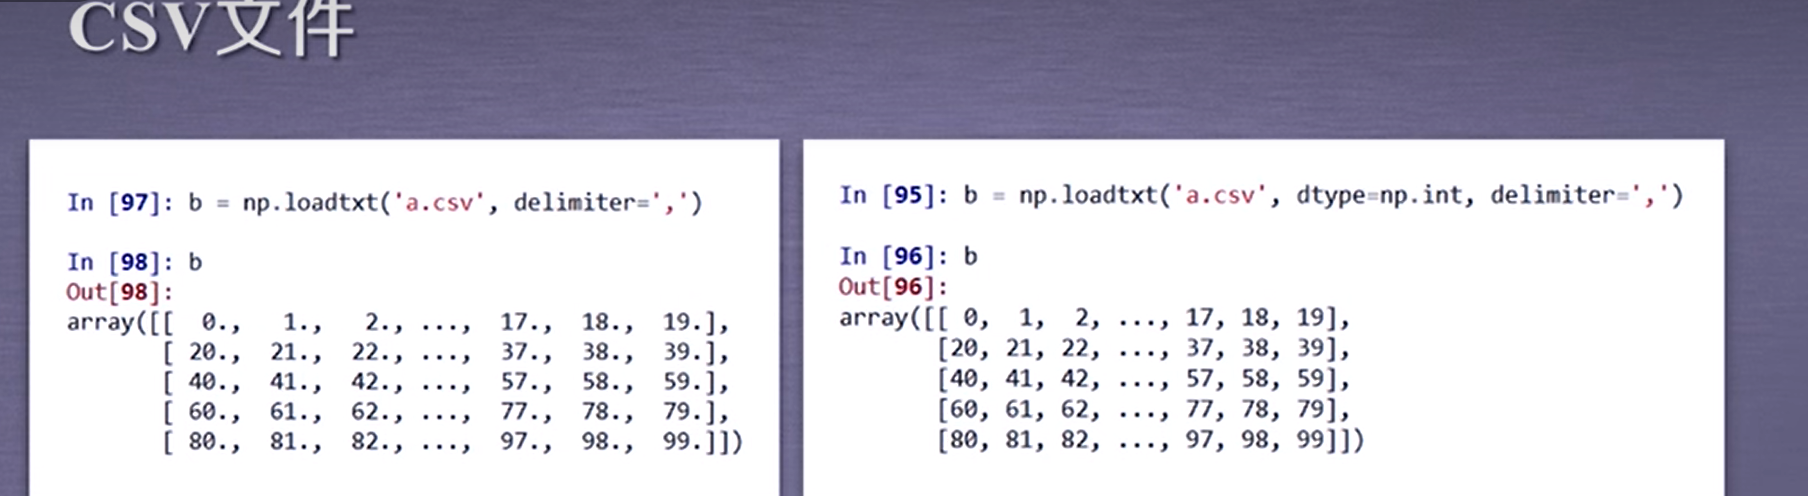 CSV文件
In [97]: b = np.loadtxt('a.csv', delimiter=',')
In [98]: b
Out[98]:
array([[  0.,   1.,   2., ...,  17.,  18.,  19.],
       [ 20.,  21.,  22., ...,  37.,  38.,  39.],
       [ 40.,  41.,  42., ...,  57.,  58.,  59.],
       [ 60.,  61.,  62., ...,  77.,  78.,  79.],
       [ 80.,  81.,  82., ...,  97.,  98.,  99.]])
In [95]: b = np.loadtxt('a.csv', dtype=np.int, delimiter=',')
In [96]: b
Out[96]:
array([[ 0,  1,  2, ..., 17, 18, 19],
       [20, 21, 22, ..., 37, 38, 39],
       [40, 41, 42, ..., 57, 58, 59],
       [60, 61, 62, ..., 77, 78, 79],
       [80, 81, 82, ..., 97, 98, 99]])